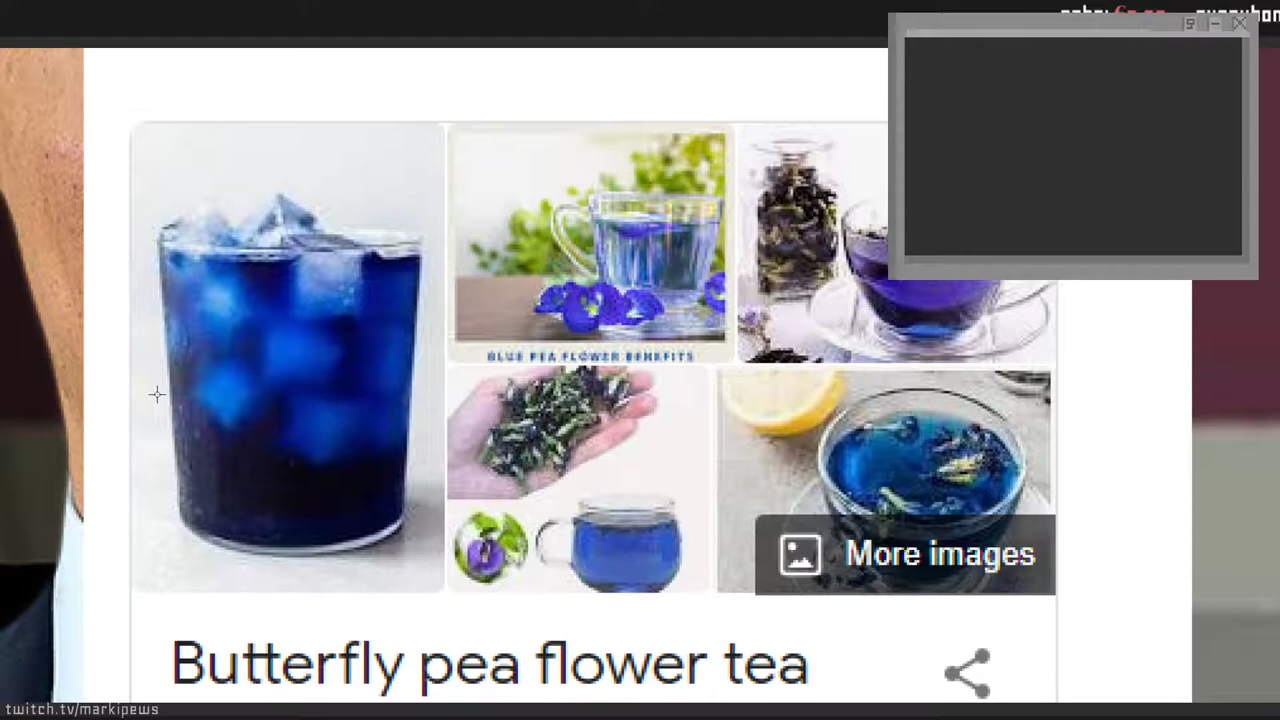 BLUE PEA FLOWER BENEFITS
More images
Butterfly pea flower tea
twitch.tv/markipews